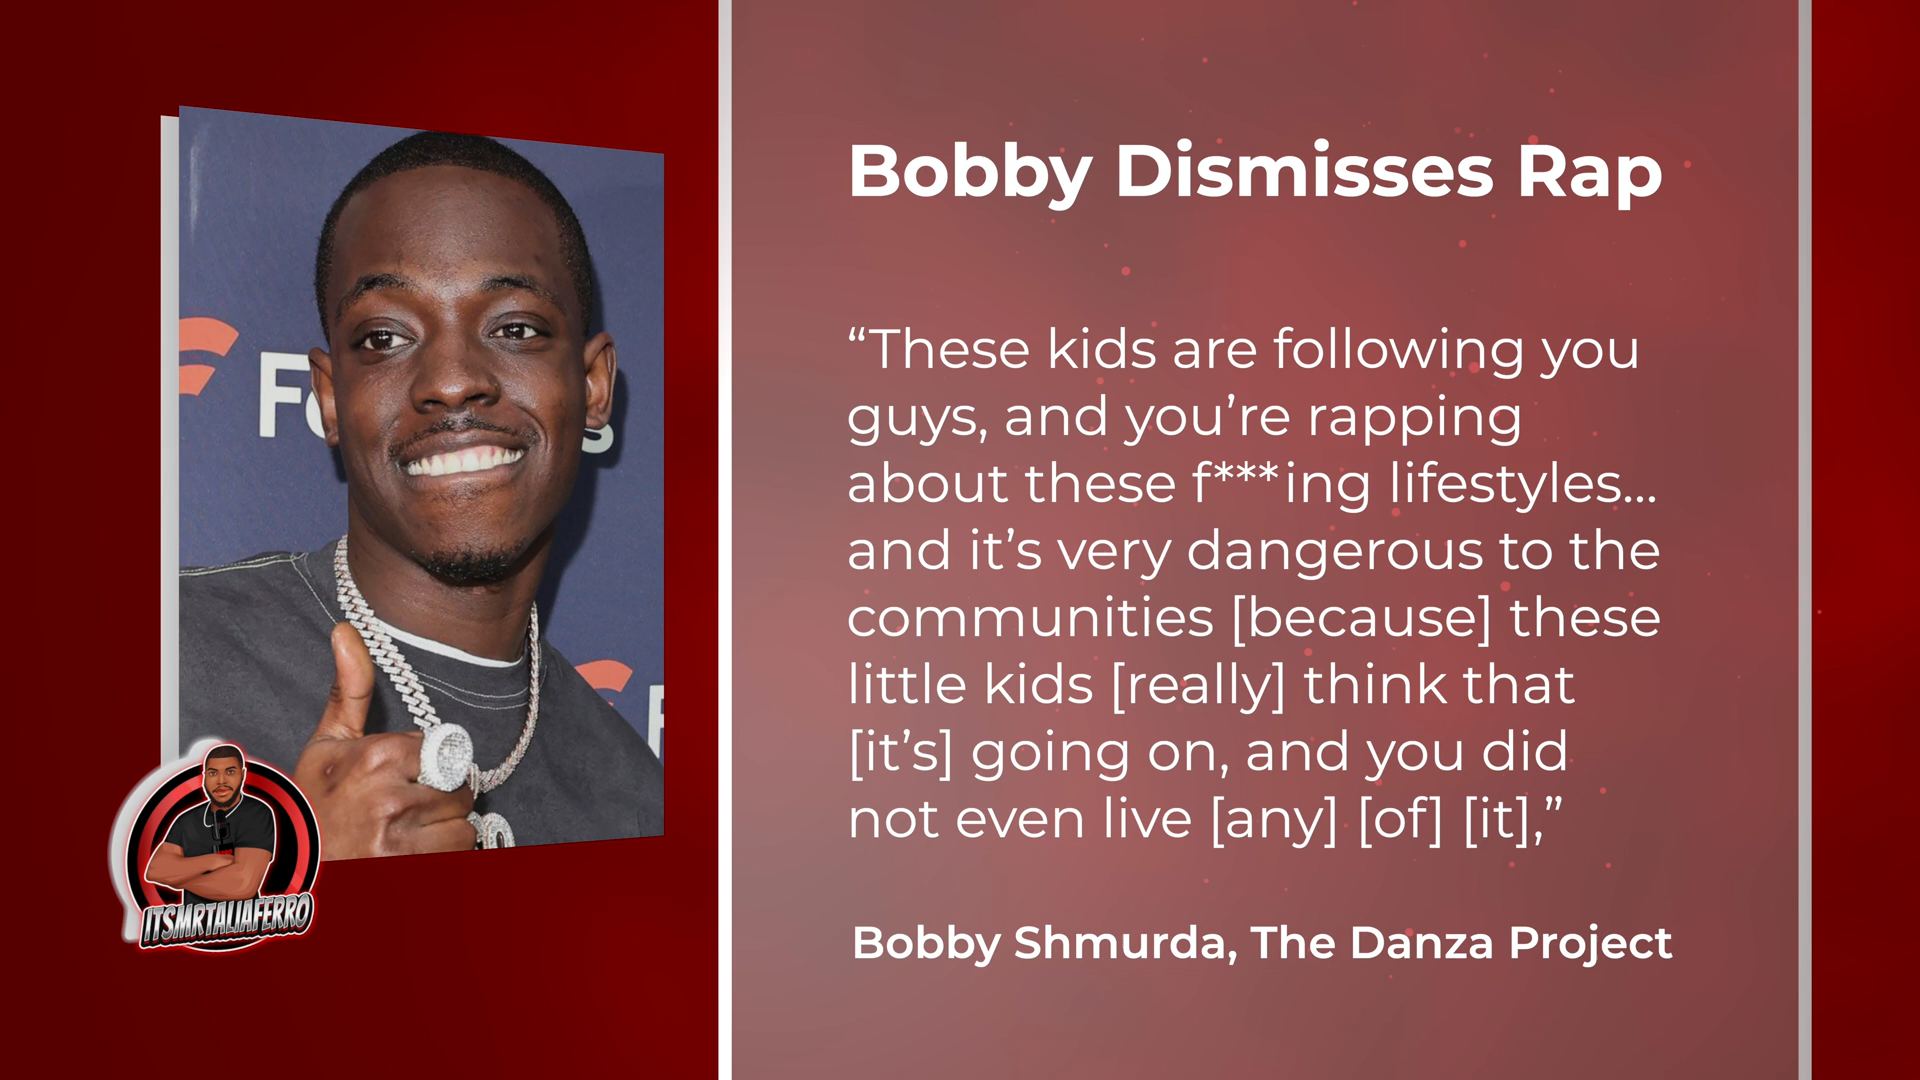 Bobby Dismisses Rap
“These kids are following you
guys, and you’re rapping
about these f***ing lifestyles...
and it’s very dangerous to the
communities [because] these
little kids [really] think that
[it’s] going on, and you did
not even live [any] [of] [it],”
Bobby Shmurda, The Danza Project
ITSMRTALIAFERRO